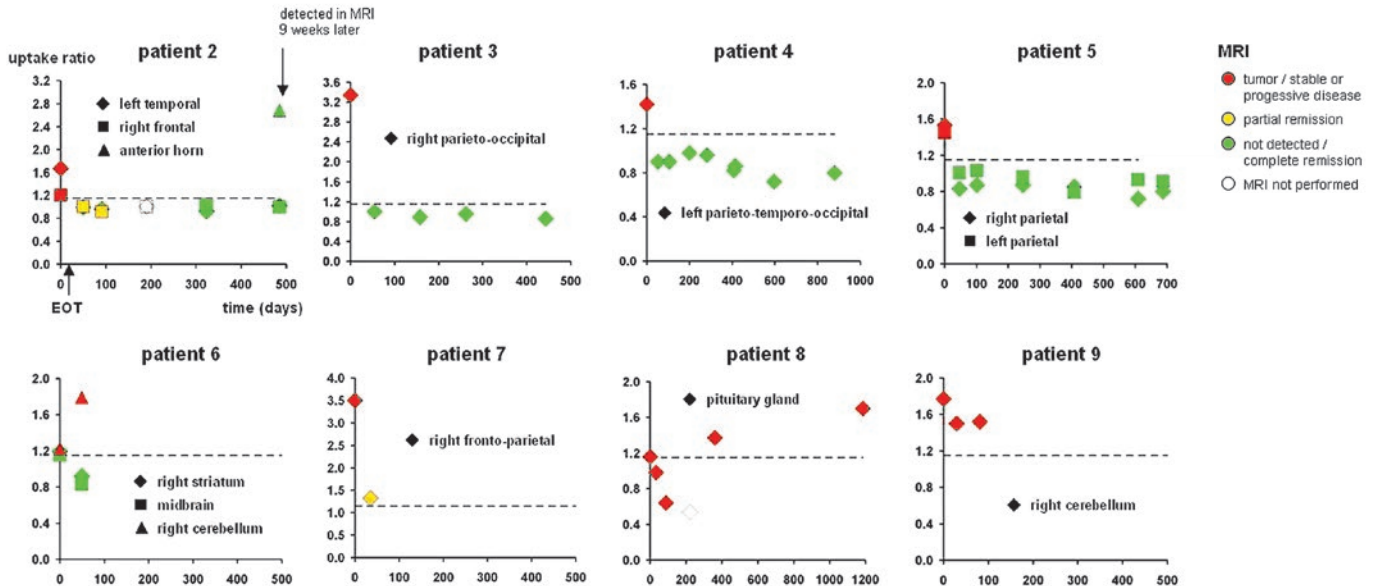 detected in MRI
9 weeks later
uptake ratio
patient 2
3.2
2.8
2.4
2.0
1.6
1.2
0.8
0.4
0.0
left temporal
right frontal
anterior horn
0 100 200 300 400 500
EOT
time (days)
patient 3
3.6
3.2
2.8
2.4
2.0
1.6
1.2
0.8
0.4
0.0
right parieto-occipital
0 100 200 300 400 500
patient 4
1.6
1.2
0.8
0.4
0.0
left parieto-temporo-occipital
0 200 400 600 800 1000
patient 5
2.0
1.6
1.2
0.8
0.4
0.0
right parietal
left parietal
0 100 200 300 400 500 600 700
MRI
tumor / stable or
progessive disease
partial remission
not detected /
complete remission
MRI not performed
patient 6
2.0
1.6
1.2
0.8
0.4
0.0
right striatum
midbrain
right cerebellum
0 100 200 300 400 500
patient 7
4.0
3.5
3.0
2.5
2.0
1.5
1.0
0.5
0.0
right fronto-parietal
0 100 200 300 400 500
patient 8
2.0
1.6
1.2
0.8
0.4
0.0
pituitary gland
0 200 400 600 800 1000 1200
patient 9
2.0
1.6
1.2
0.8
0.4
0.0
right cerebellum
0 100 200 300 400 500